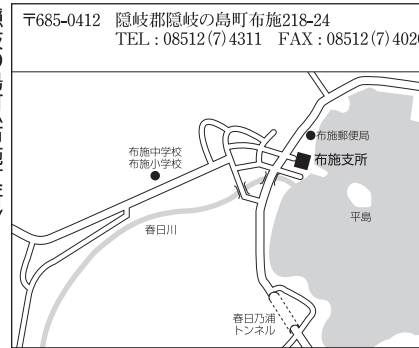 〒685-0412　隠岐郡隠岐の島町布施218-24
TEL：08512(7)4311　FAX：08512(7)4020
布施郵便局
布施支所
布施中学校
布施小学校
平島
春日川
春日乃浦
トンネル